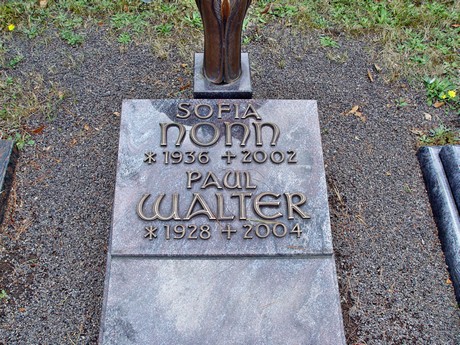 SOFIA
NONN
* 1936 + 2002
PAUL
WALTER
* 1928 + 2004